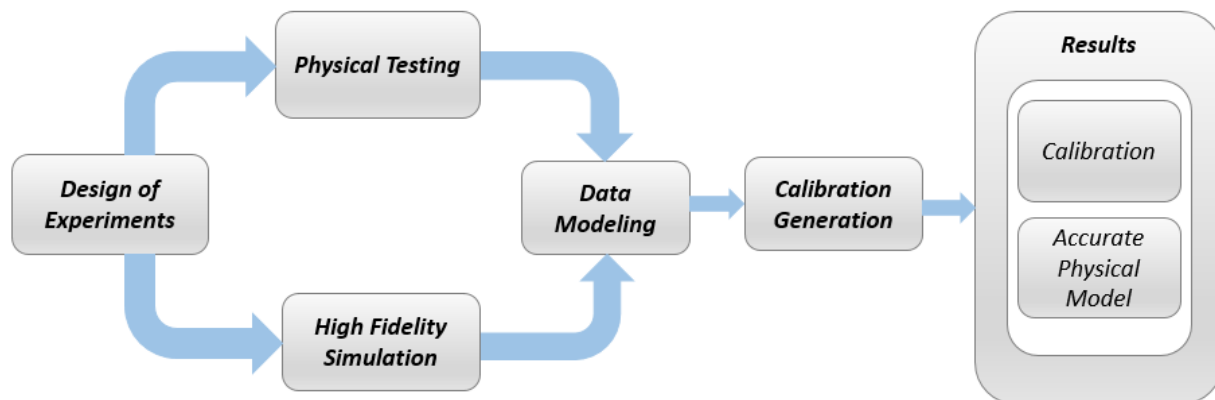 Physical Testing
Design of
Experiments
High Fidelity
Simulation
Data
Modeling
Calibration
Generation
Results
Calibration
Accurate
Physical
Model